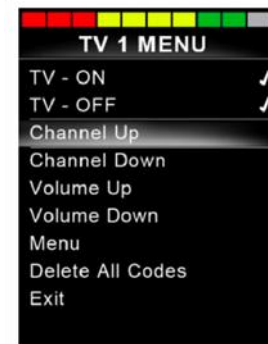 TV 1 MENU
TV - ON
TV - OFF
Channel Up
Channel Down
Volume Up
Volume Down
Menu
Delete All Codes
Exit